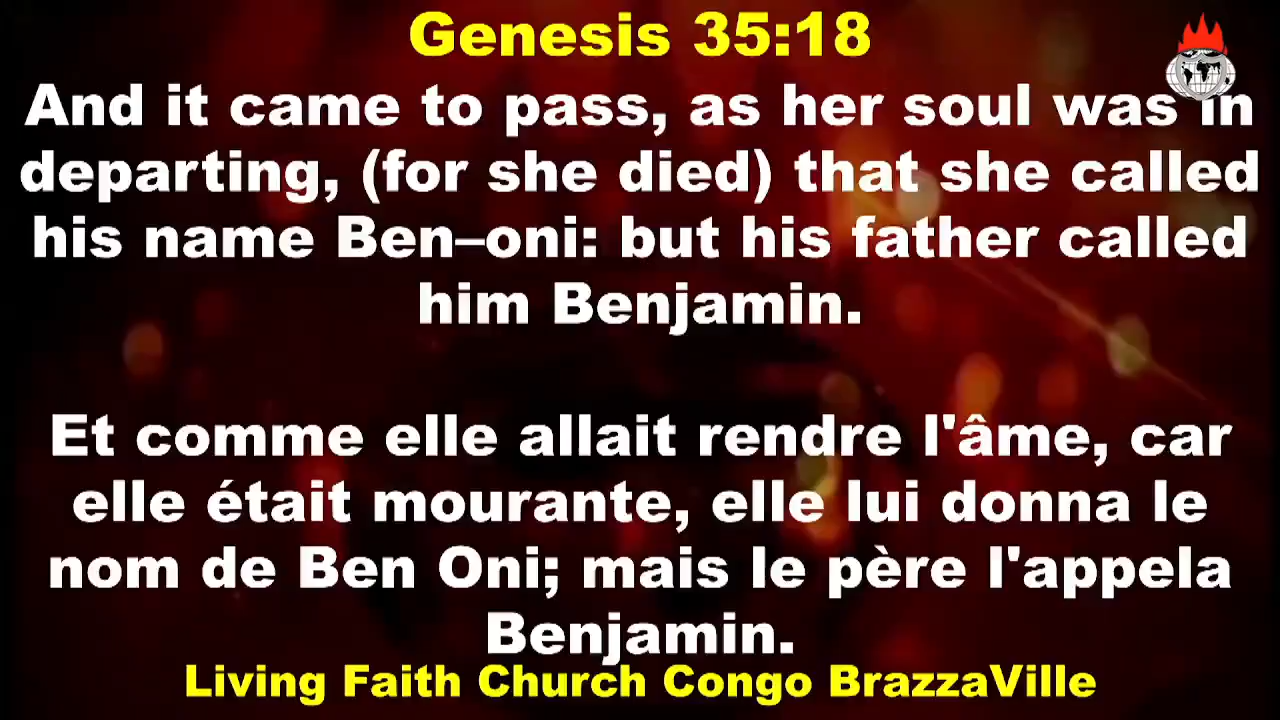 Genesis 35:18
And it came to pass, as her soul was in
departing, (for she died) that she called
his name Ben–oni: but his father called
him Benjamin.
Et comme elle allait rendre l'âme, car
elle était mourante, elle lui donna le
nom de Ben Oni; mais le père l'appela
Benjamin.
Living Faith Church Congo BrazzaVille